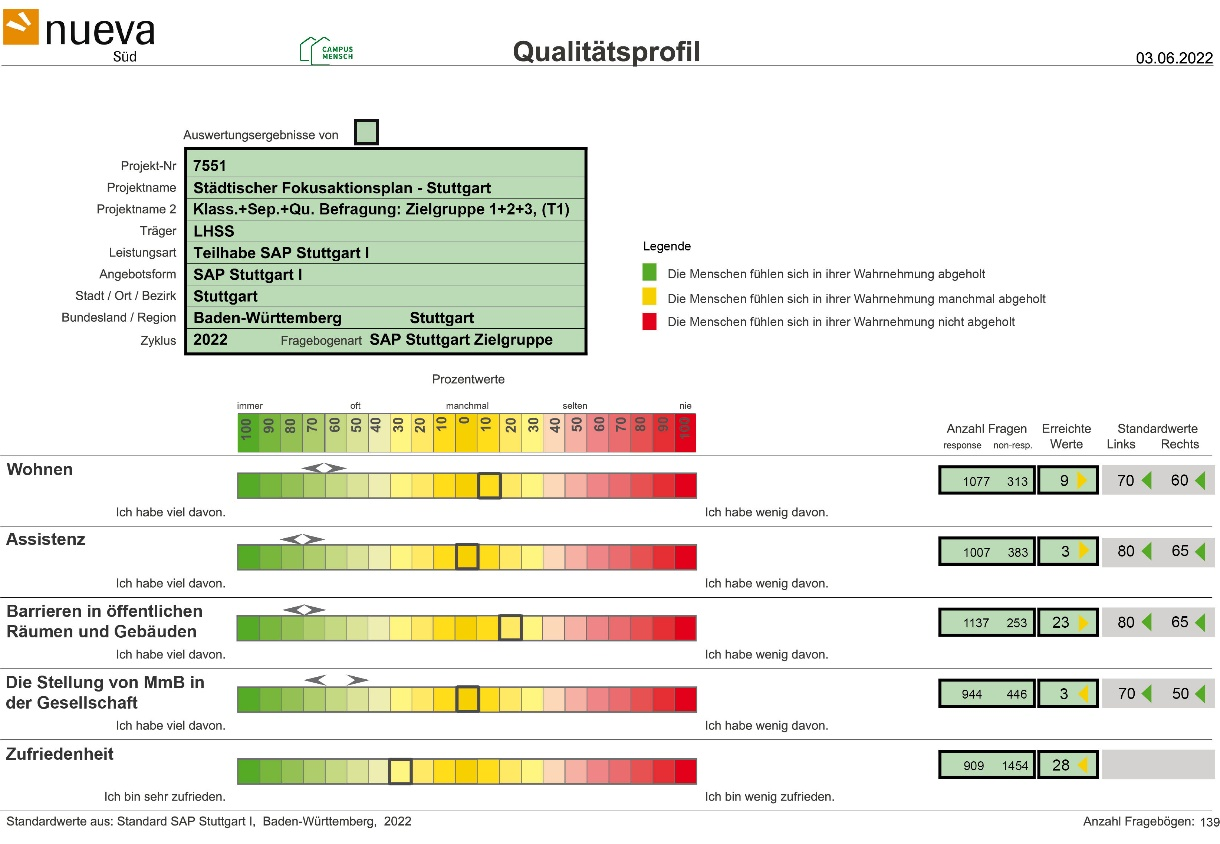 nueva
Süd
CAMPUS
MENSCH
Qualitätsprofil
03.06.2022
Auswertungsergebnisse von
Projekt-Nr 7551
Projektname Städtischer Fokusaktionsplan - Stuttgart
Projektname 2 Klass.+Sep.+Qu. Befragung: Zielgruppe 1+2+3, (T1)
Träger LHSS
Leistungsart Teilhabe SAP Stuttgart I
Angebotsform SAP Stuttgart I
Stadt / Ort / Bezirk Stuttgart
Bundesland / Region Baden-Württemberg Stuttgart
Zyklus 2022 Fragebogenart SAP Stuttgart Zielgruppe
Legende
Die Menschen fühlen sich in ihrer Wahrnehmung abgeholt
Die Menschen fühlen sich in ihrer Wahrnehmung manchmal abgeholt
Die Menschen fühlen sich in ihrer Wahrnehmung nicht abgeholt
Prozentwerte
immer oft manchmal selten nie
100 90 80 70 60 50 40 30 20 10 0 10 20 30 40 50 60 70 80 90 100
Anzahl Fragen Erreichte Standardwerte
response non-resp. Werte Links Rechts
Wohnen
1077 313 9 70 60
Ich habe viel davon. Ich habe wenig davon.
Assistenz
1007 383 3 80 65
Ich habe viel davon. Ich habe wenig davon.
Barrieren in öffentlichen
Räumen und Gebäuden
1137 253 23 80 65
Ich habe viel davon. Ich habe wenig davon.
Die Stellung von MmB in
der Gesellschaft
944 446 3 70 50
Ich habe viel davon. Ich habe wenig davon.
Zufriedenheit
909 1454 28
Ich bin sehr zufrieden. Ich bin wenig zufrieden.
Standardwerte aus: Standard SAP Stuttgart I, Baden-Württemberg, 2022
Anzahl Fragebögen: 139